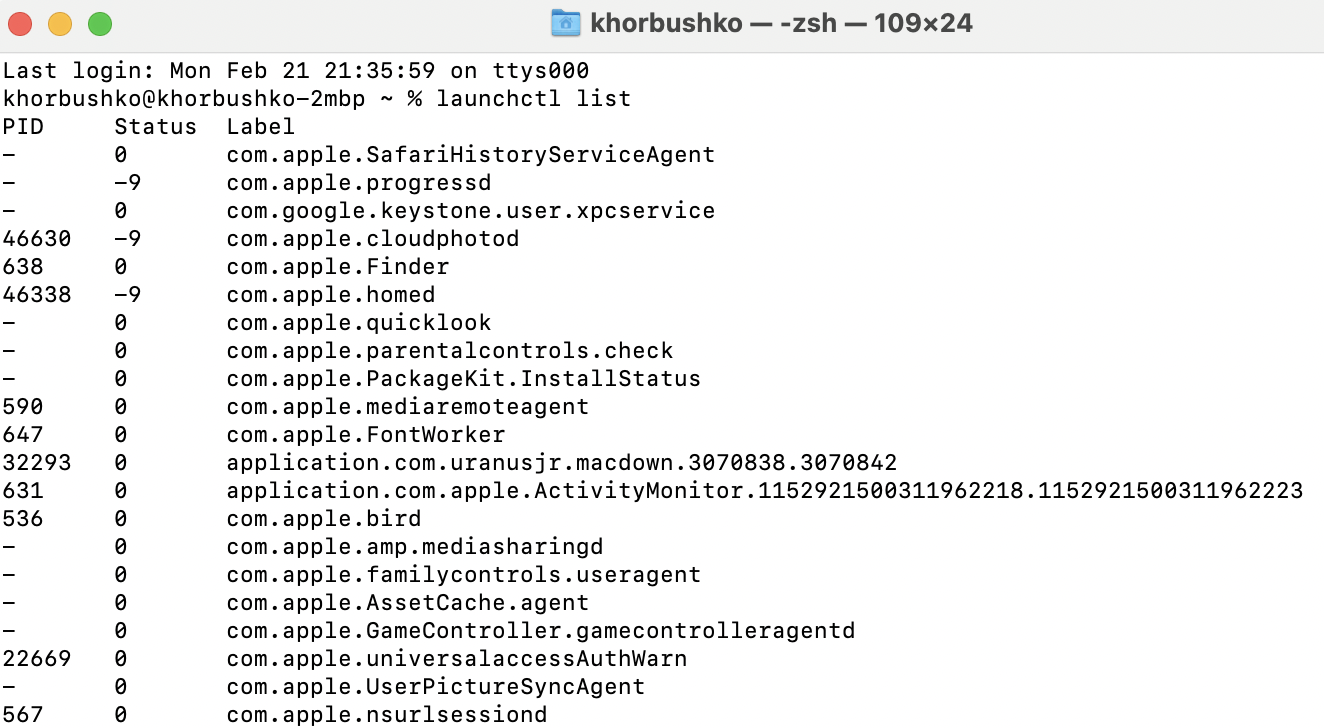 khorbushko — -zsh — 109×24
Last login: Mon Feb 21 21:35:59 on ttys000
khorbushko@khorbushko-2mbp ~ % launchctl list
PID Status Label
- 0 com.apple.SafariHistoryServiceAgent
- -9 com.apple.progressd
- 0 com.google.keystone.user.xpcservice
46630 -9 com.apple.cloudphotod
638 0 com.apple.Finder
46338 -9 com.apple.homed
- 0 com.apple.quicklook
- 0 com.apple.parentalcontrols.check
- 0 com.apple.PackageKit.InstallStatus
590 0 com.apple.mediaremoteagent
647 0 com.apple.FontWorker
32293 0 application.com.uranusjr.macdown.3070838.3070842
631 0 application.com.apple.ActivityMonitor.1152921500311962218.1152921500311962223
536 0 com.apple.bird
- 0 com.apple.amp.mediasharingd
- 0 com.apple.familycontrols.useragent
- 0 com.apple.AssetCache.agent
- 0 com.apple.GameController.gamecontrolleragentd
22669 0 com.apple.universalaccessAuthWarn
- 0 com.apple.UserPictureSyncAgent
567 0 com.apple.nsurlsessiond